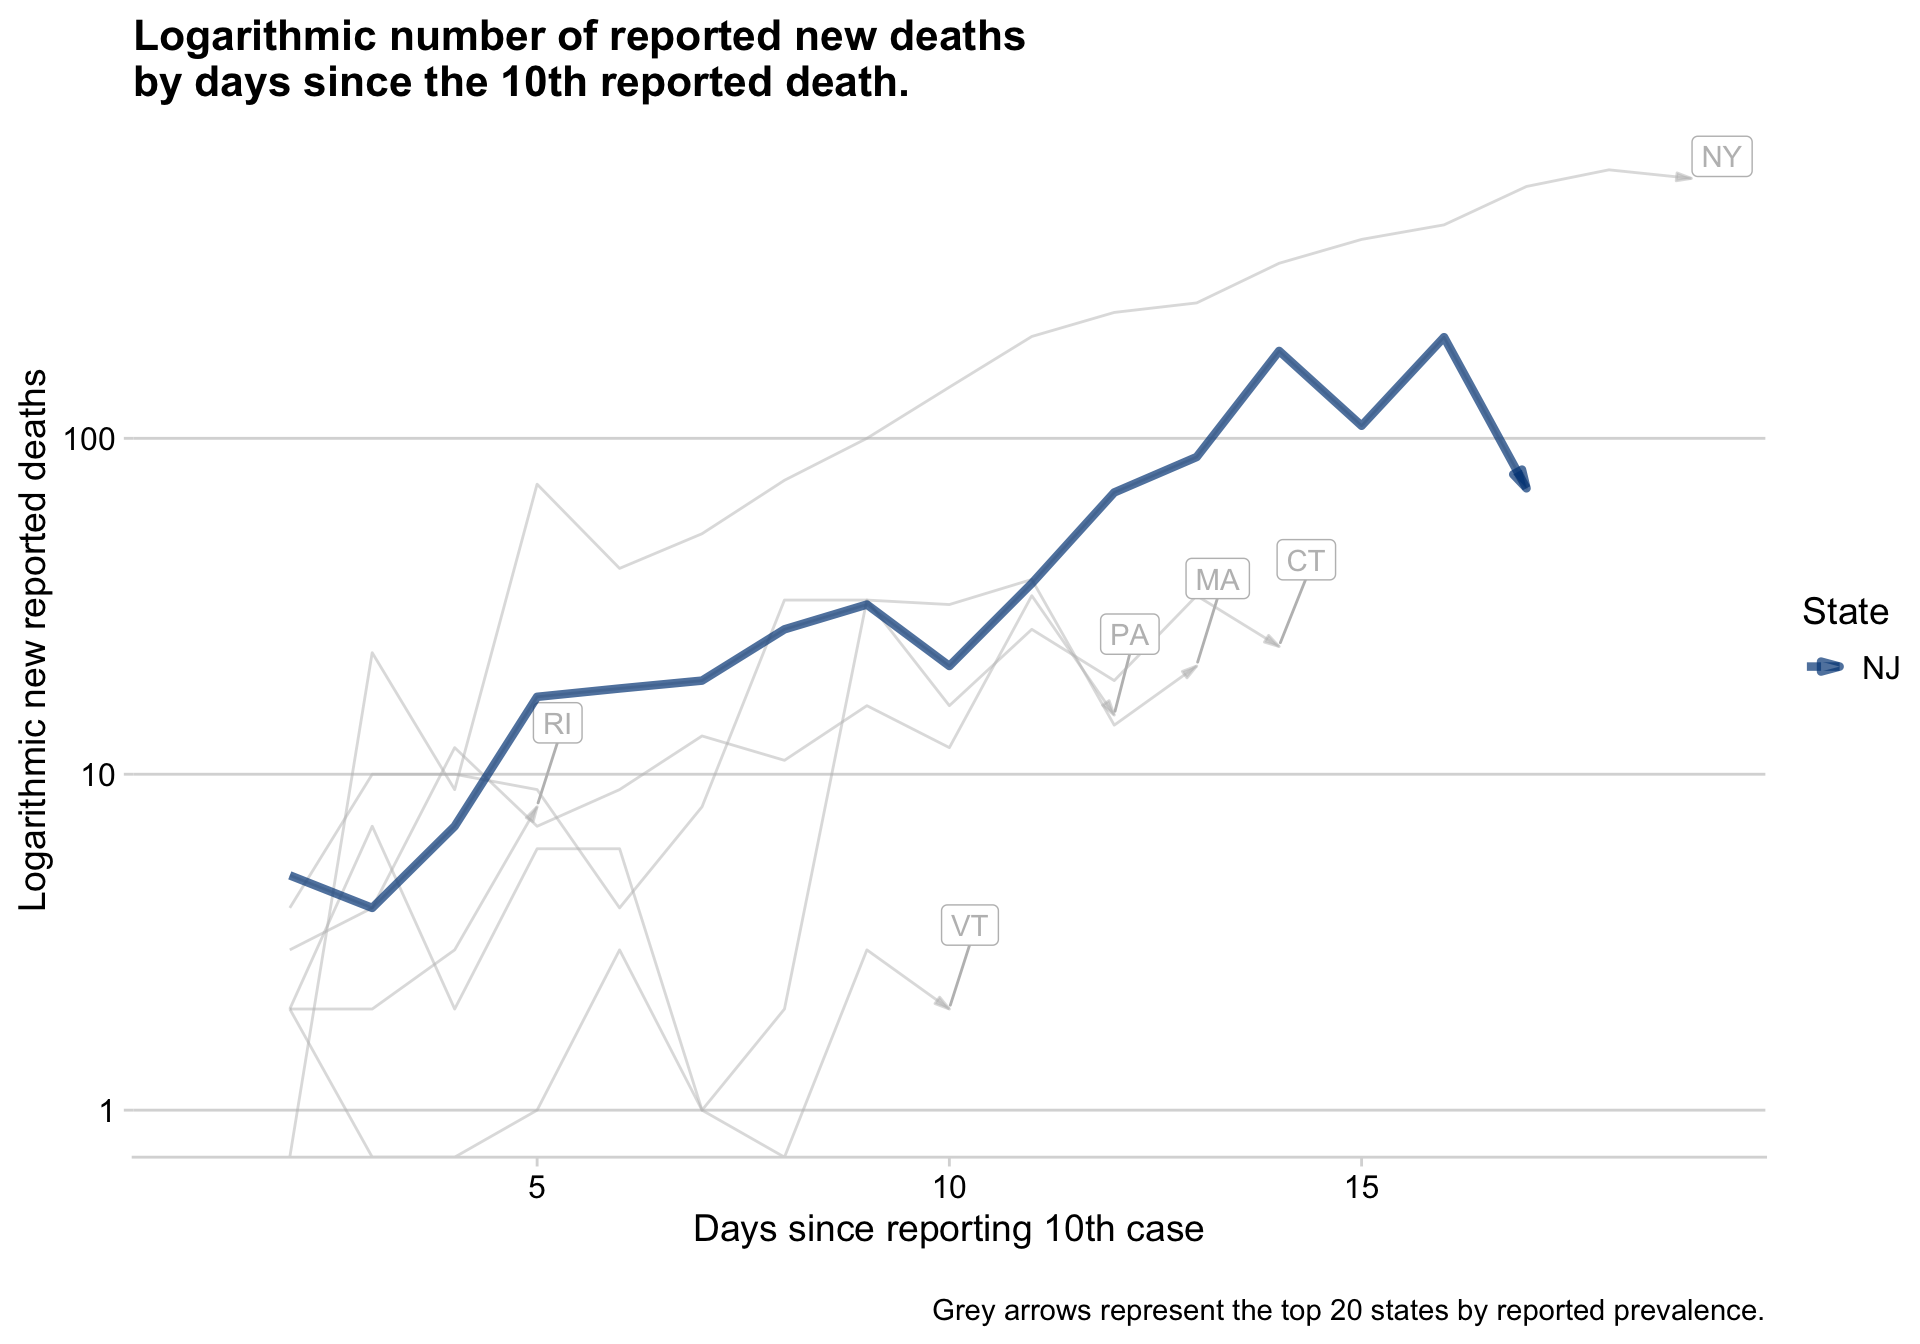 Logarithmic number of reported new deaths
by days since the 10th reported death.
NY
Logarithmic new reported deaths
100
CT
MA
PA
State
NJ
RI
10
VT
1
5
10
15
Days since reporting 10th case
Grey arrows represent the top 20 states by reported prevalence.